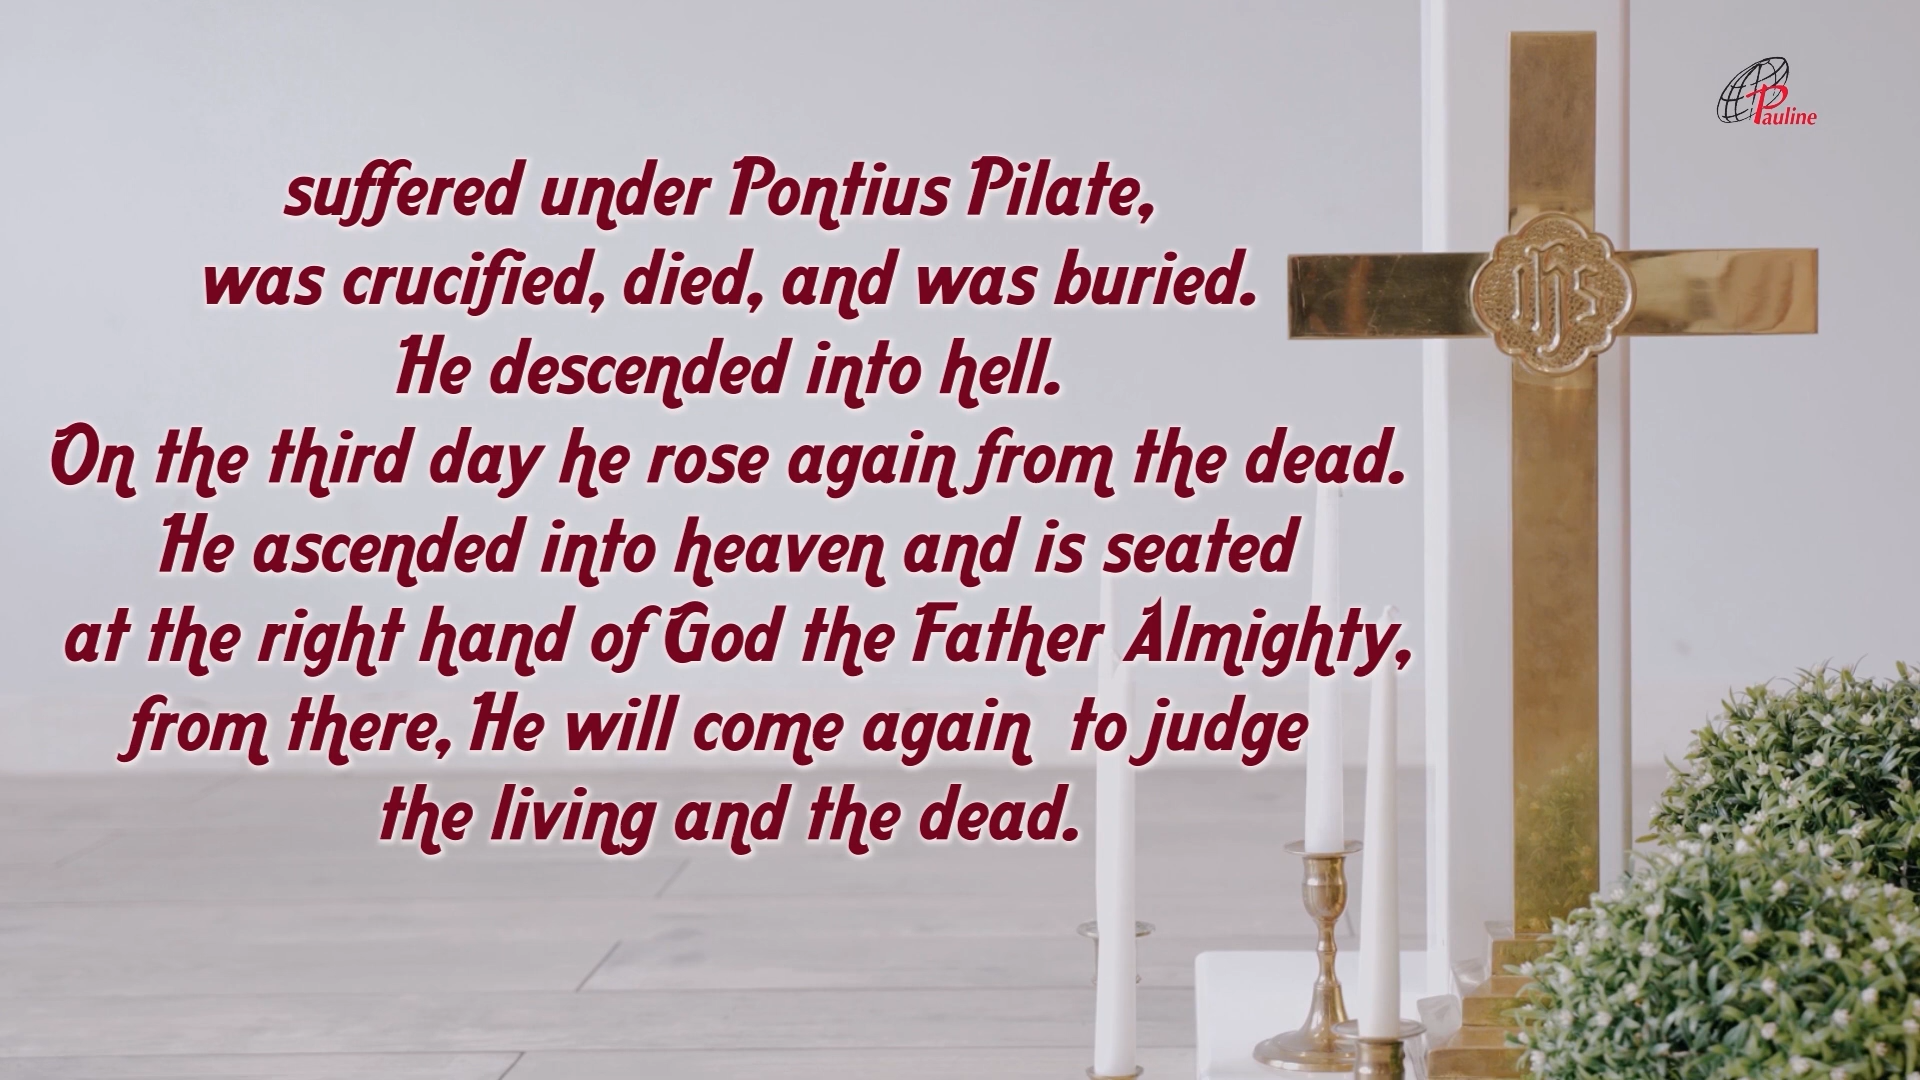 suffered under Pontius Pilate,
was crucified, died, and was buried.
He descended into hell.
On the third day he rose again from the dead.
He ascended into heaven and is seated
at the right hand of God the Father Almighty,
from there, He will come again to judge
the living and the dead.
Pauline
ihs